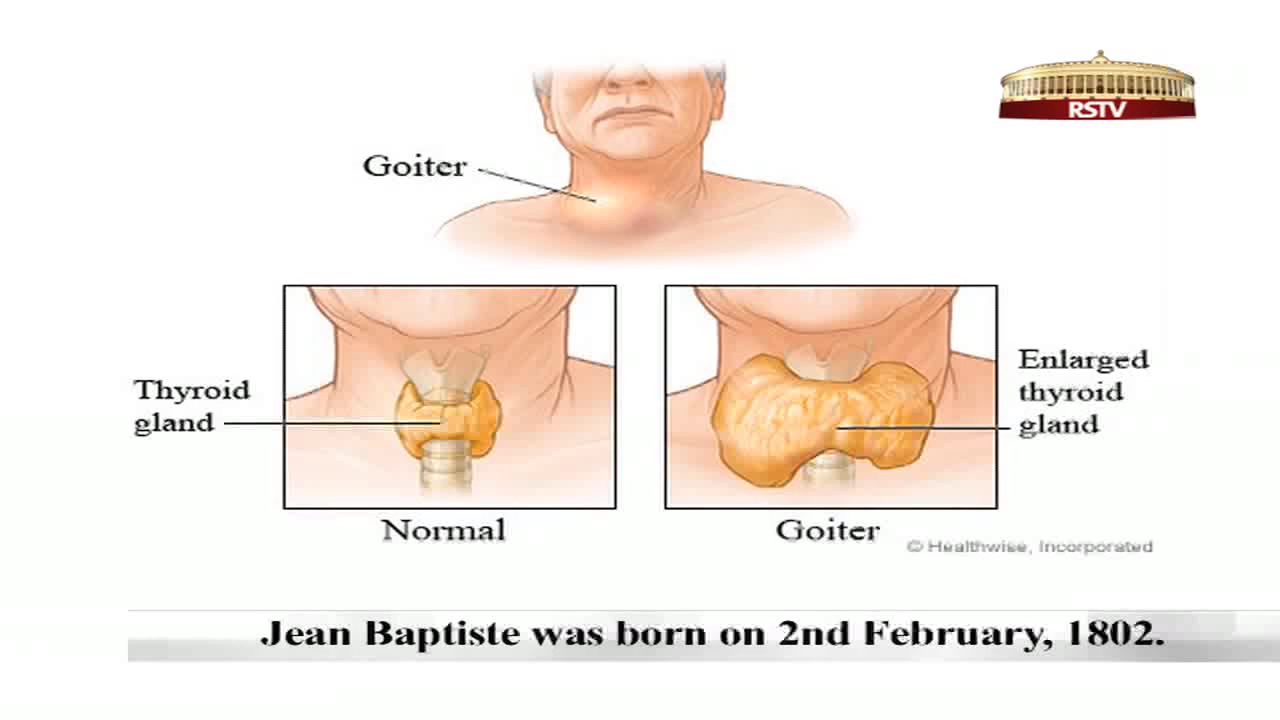 RSTV
Goiter
Thyroid
gland
Enlarged
thyroid
gland
Normal
Goiter
© Healthwise, Incorporated
Jean Baptiste was born on 2nd February, 1802.